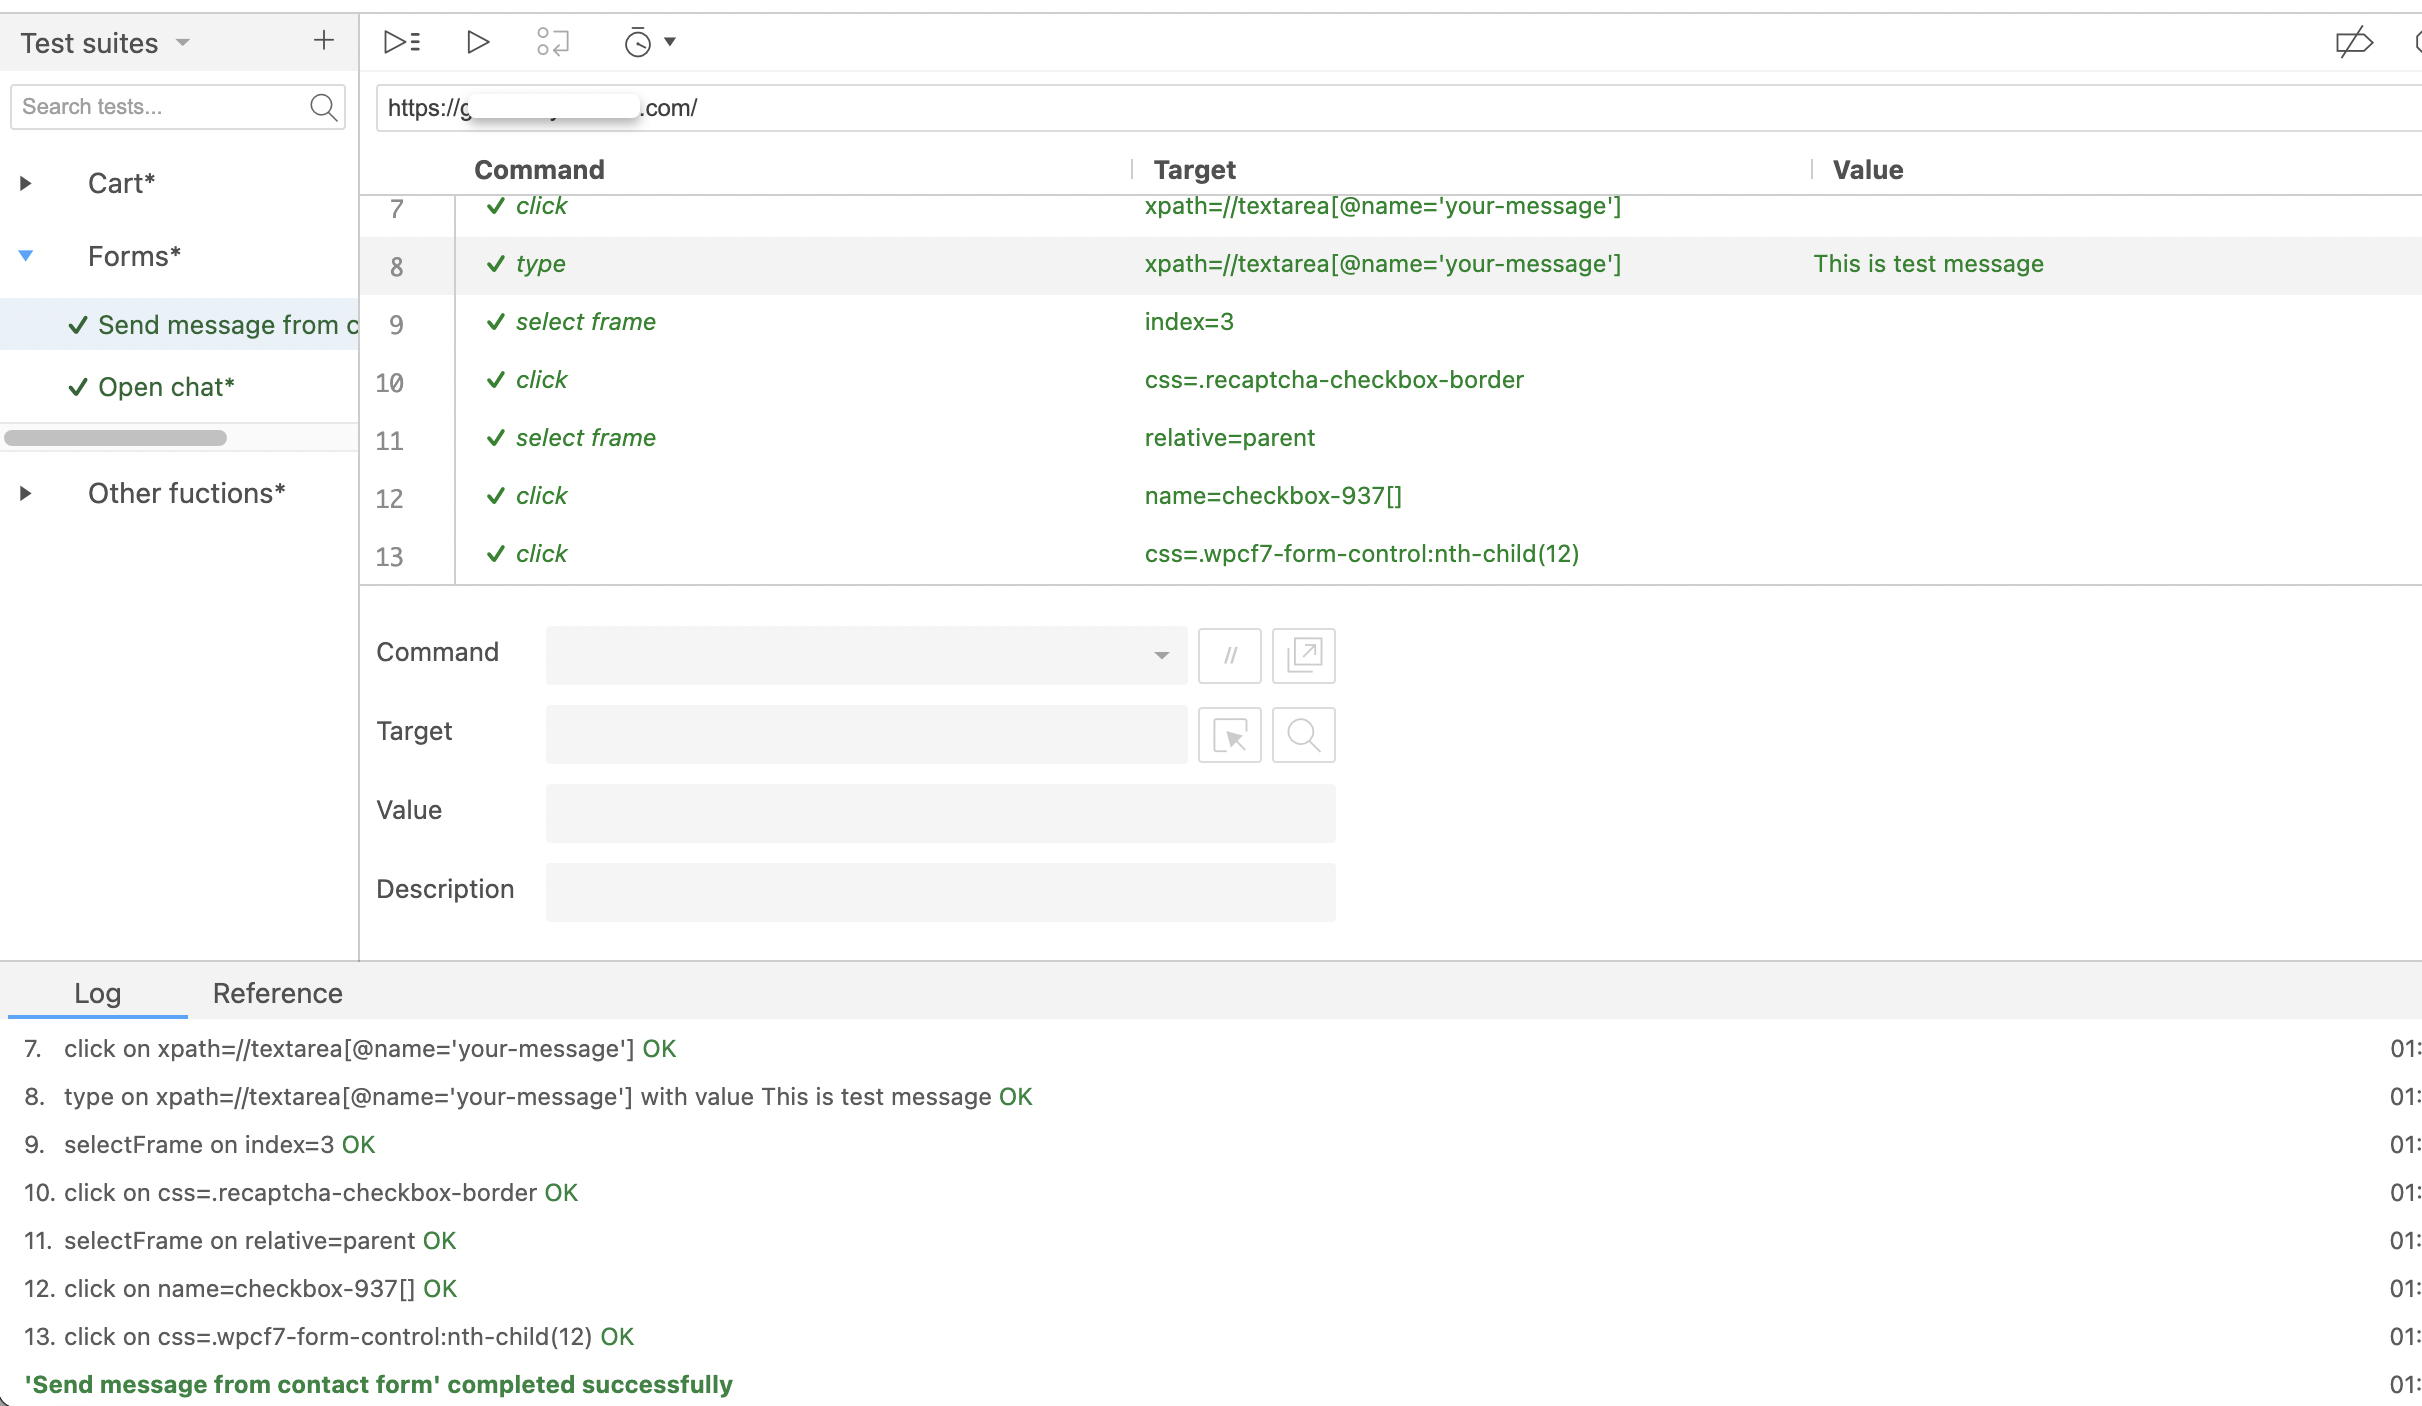 Test suites
Search tests...
Cart*
Forms*
Send message from c
Open chat*
Other fuctions*
https://g .com/
Command Target Value
7 click xpath=//textarea[@name='your-message']
8 type xpath=//textarea[@name='your-message'] This is test message
9 select frame index=3
10 click css=.recaptcha-checkbox-border
11 select frame relative=parent
12 click name=checkbox-937[]
13 click css=.wpcf7-form-control:nth-child(12)
Command //
Target
Value
Description
Log Reference
7. click on xpath=//textarea[@name='your-message'] OK 01:
8. type on xpath=//textarea[@name='your-message'] with value This is test message OK 01:
9. selectFrame on index=3 OK 01:
10. click on css=.recaptcha-checkbox-border OK 01:
11. selectFrame on relative=parent OK 01:
12. click on name=checkbox-937[] OK 01:
13. click on css=.wpcf7-form-control:nth-child(12) OK 01:
'Send message from contact form' completed successfully 01: